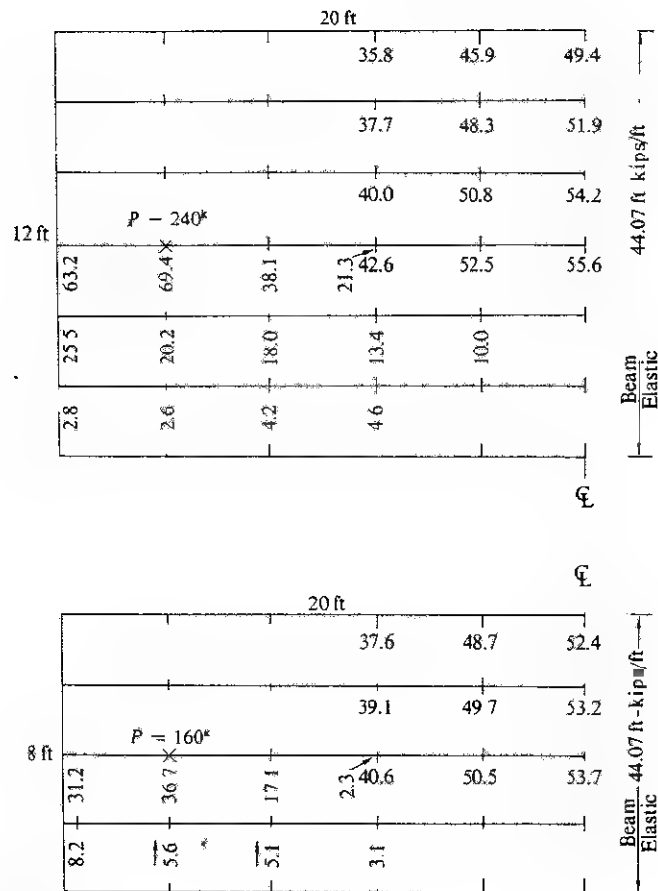 20 ft
35.8 45.9 49.4
37.7 48.3 51.9
40.0 50.8 54.2
P – 240k
12 ft
63.2 69.4 38.1 21.3 42.6 52.5 55.6
25.5 20.2 18.0 13.4 10.0
2.8 2.6 4.2 4.6
44.07 ft kips/ft
Beam
Elastic
℄
℄
20 ft
37.6 48.7 52.4
39.1 49.7 53.2
P = 160k
8 ft
31.2 36.7 17.1 2.3 40.6 50.5 53.7
8.2 5.6 5.1 3.1
44.07 ft-kips/ft
Beam
Elastic